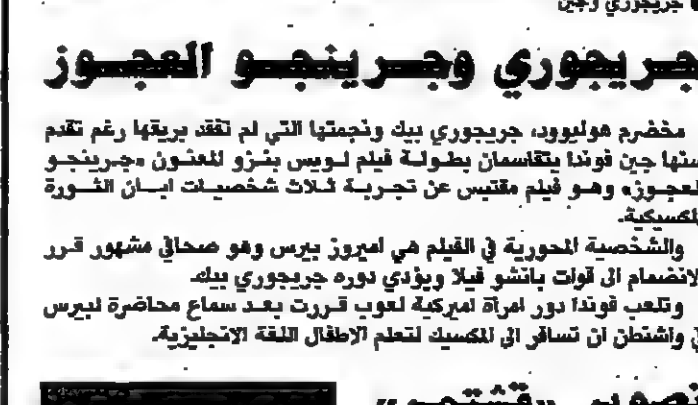 جريجوري وجين
جريجوري وجرينجو العجوز
مخضرم هوليوود، جريجوري بيك ونجمتها التي لم تفقد بريقها رغم تقدم
سنها جين فوندا يتقاسمان بطولة فيلم لويس بنزو المعنون «جرينجو
العجوز» وهو فيلم مقتبس عن تجربة ثلاث شخصيات ابان الثورة
المكسيكية.
والشخصية المحورية في الفيلم هي امبروز بيرس وهو صحافي مشهور قرر
الانضمام الى قوات بانشو فيلا ويؤدي دوره جريجوري بيك.
وتلعب فوندا دور امرأة اميركية لعوب قررت بعد سماع محاضرة لبيرس
في واشنطن ان تسافر الى المكسيك لتعلم الاطفال اللغة الانجليزية.